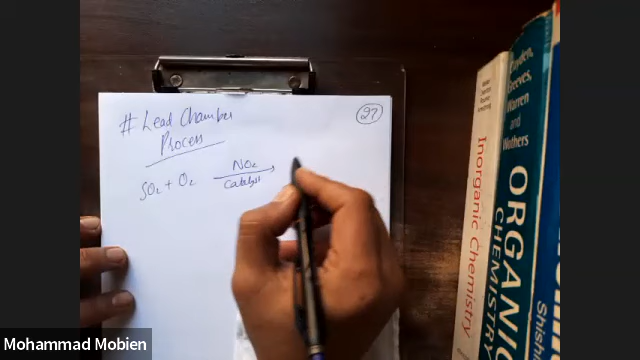 # Lead Chamber
Process
27
SO₂ + O₂ NO₂
Catalyst
Mohammad Mobien
Inorganic Chemistry
Clayden,
Greeves,
Warren
and
Wothers
ORGANIC
CHEMISTRY